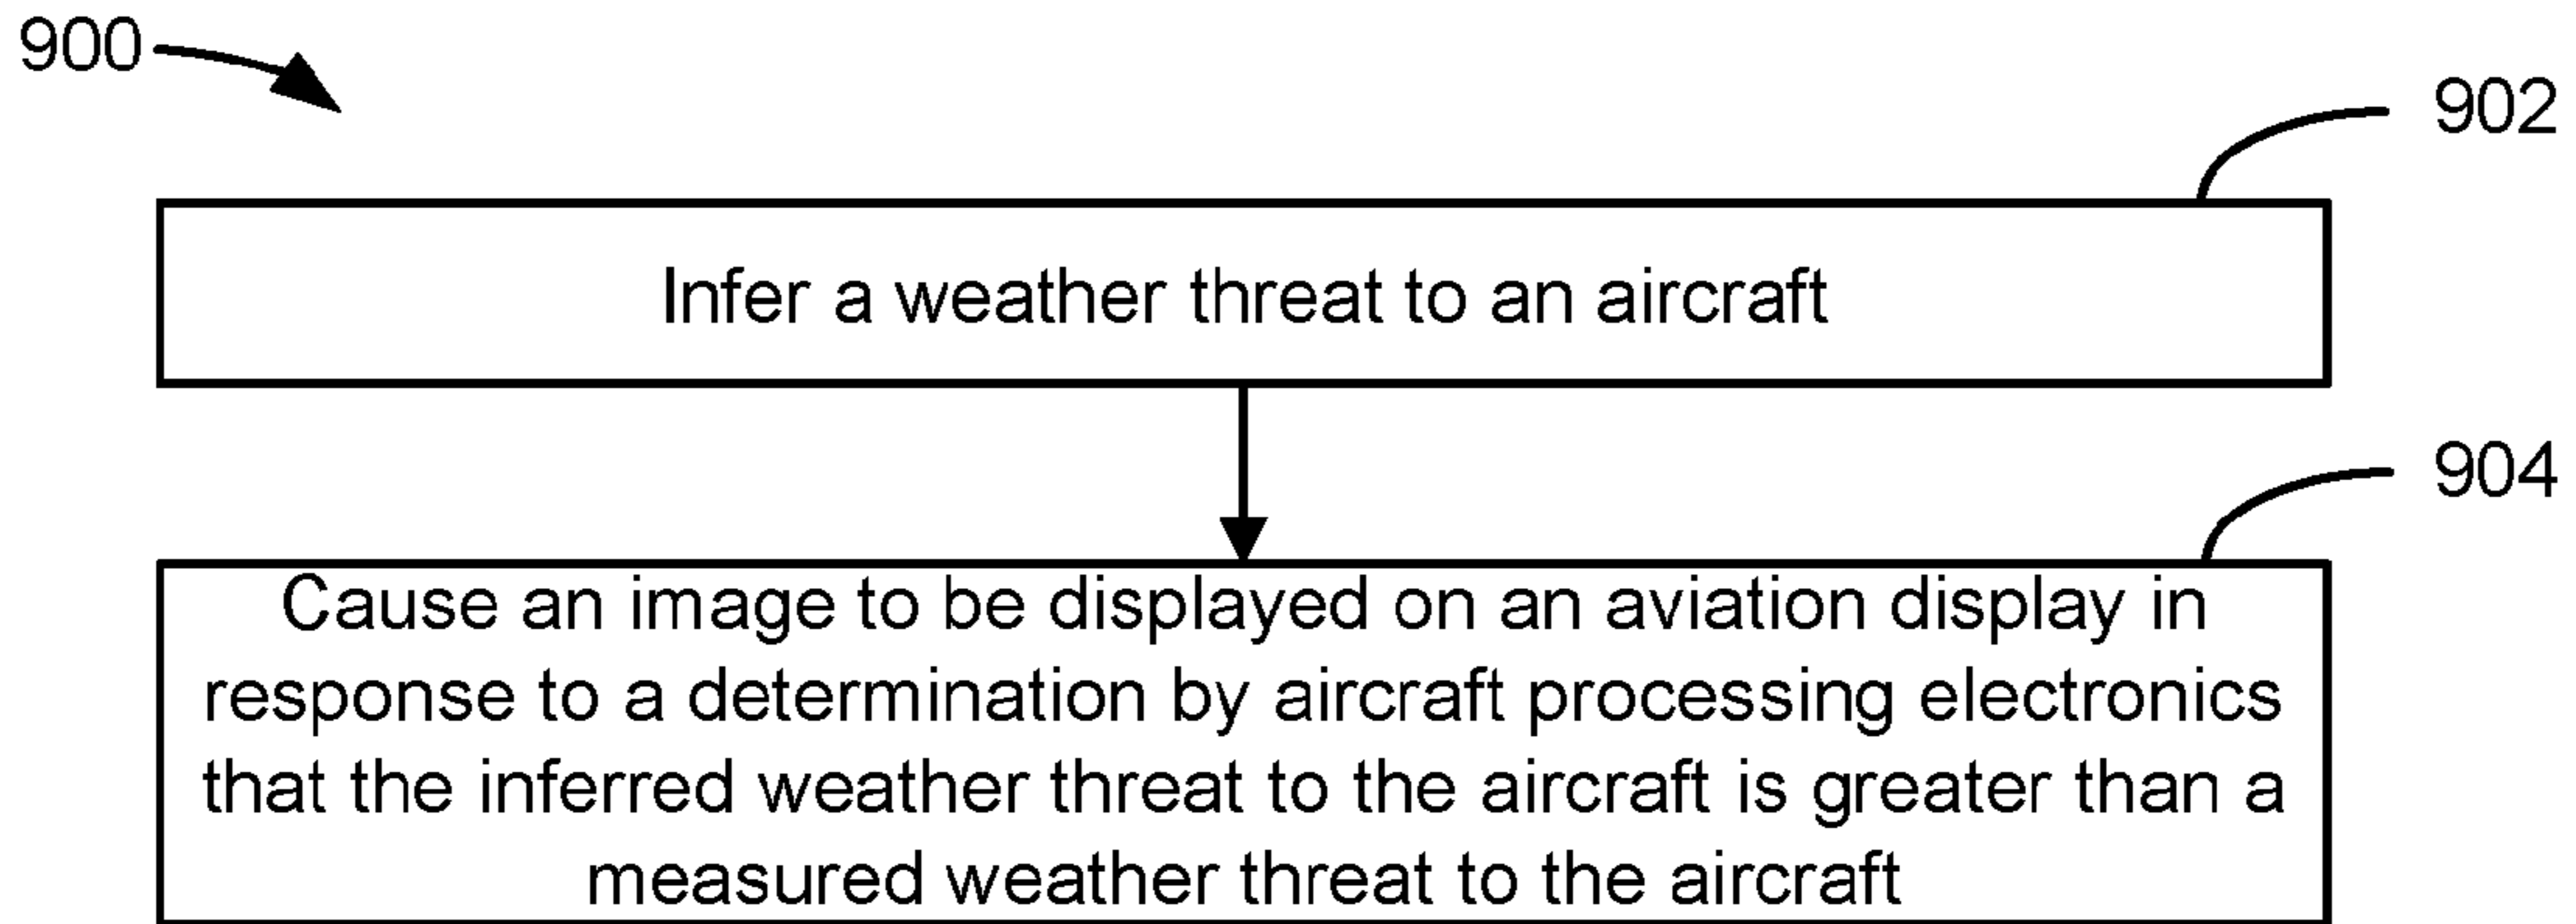 900
902
Infer a weather threat to an aircraft
904
Cause an image to be displayed on an aviation display in
response to a determination by aircraft processing electronics
that the inferred weather threat to the aircraft is greater than a
measured weather threat to the aircraft